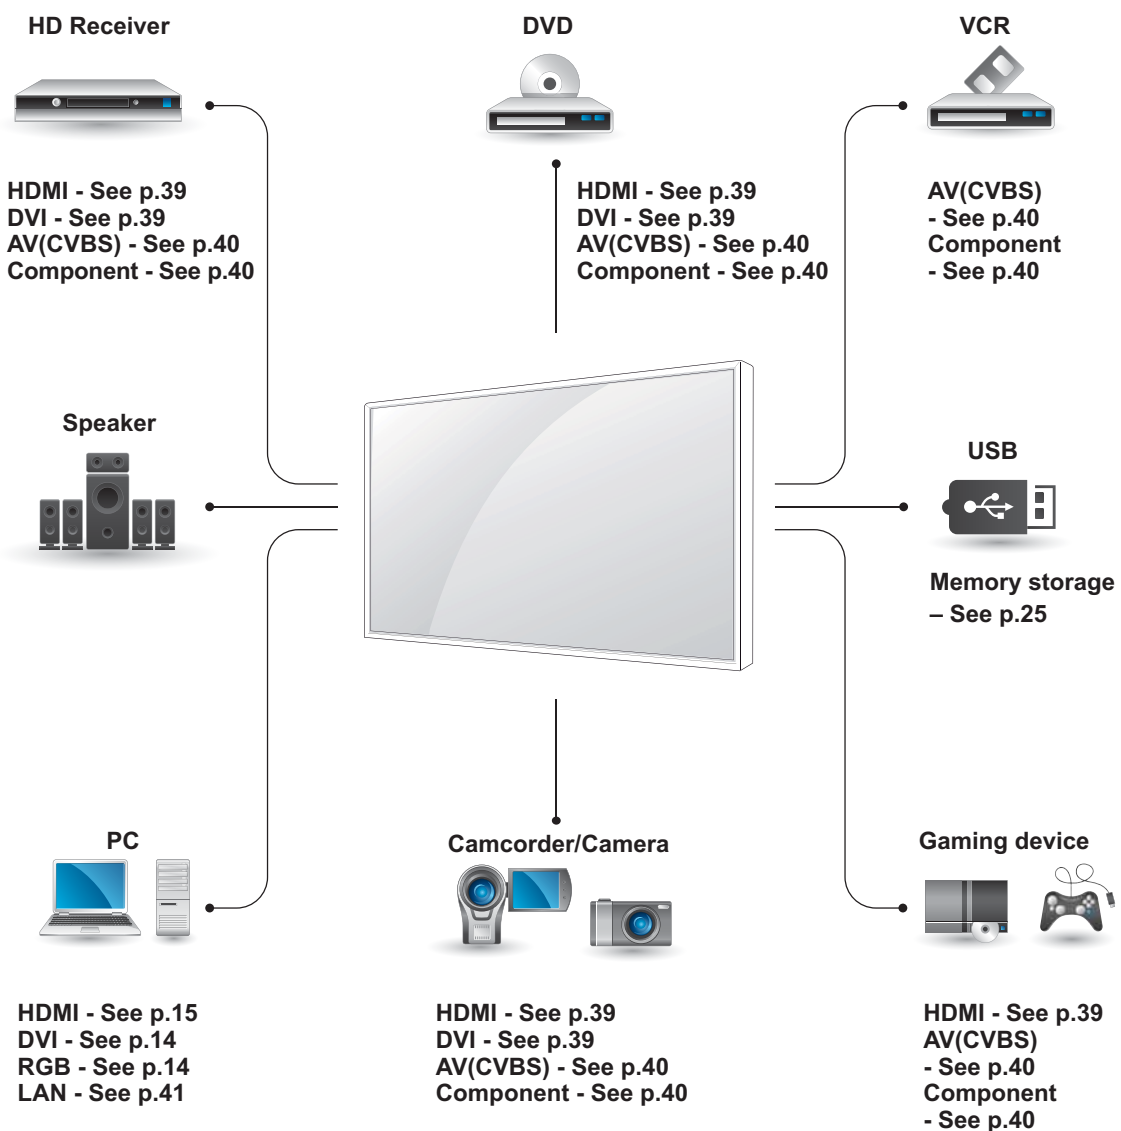 HD Receiver
HDMI - See p.39
DVI - See p.39
AV(CVBS) - See p.40
Component - See p.40
DVD
HDMI - See p.39
DVI - See p.39
AV(CVBS) - See p.40
Component - See p.40
VCR
AV(CVBS)
- See p.40
Component
- See p.40
Speaker
USB
Memory storage
– See p.25
PC
HDMI - See p.15
DVI - See p.14
RGB - See p.14
LAN - See p.41
Camcorder/Camera
HDMI - See p.39
DVI - See p.39
AV(CVBS) - See p.40
Component - See p.40
Gaming device
HDMI - See p.39
AV(CVBS)
- See p.40
Component
- See p.40